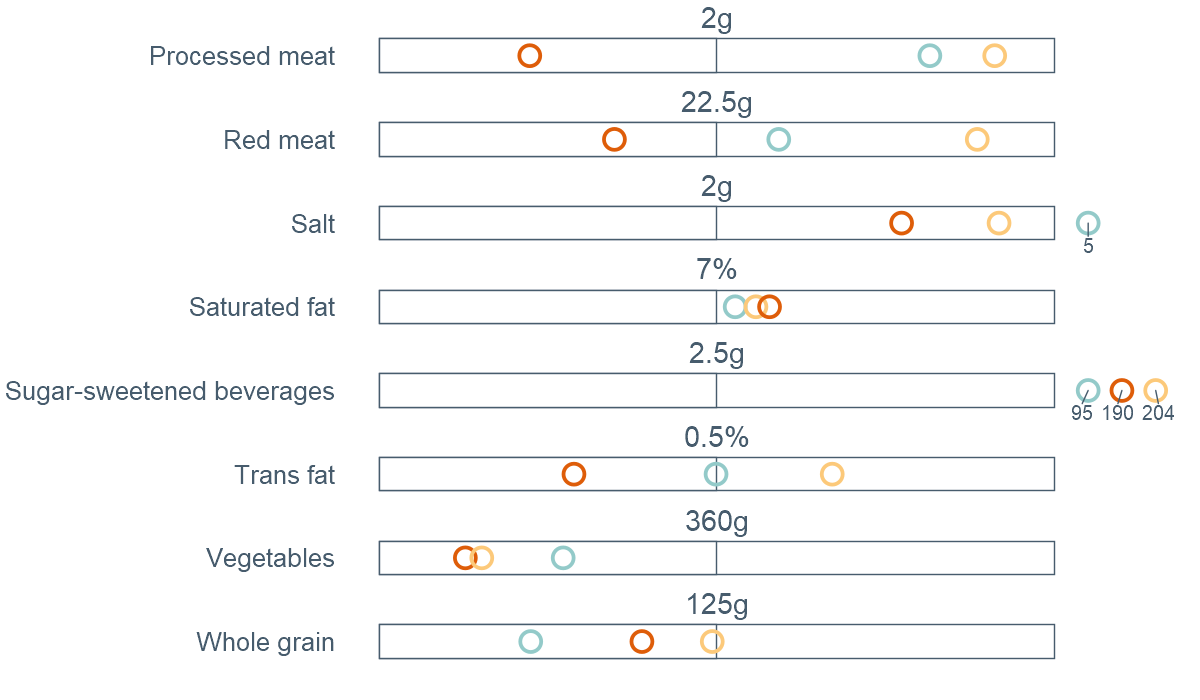 2g
Processed meat
22.5g
Red meat
2g
Salt
5
7%
Saturated fat
2.5g
Sugar-sweetened beverages
95 190 204
0.5%
Trans fat
360g
Vegetables
125g
Whole grain